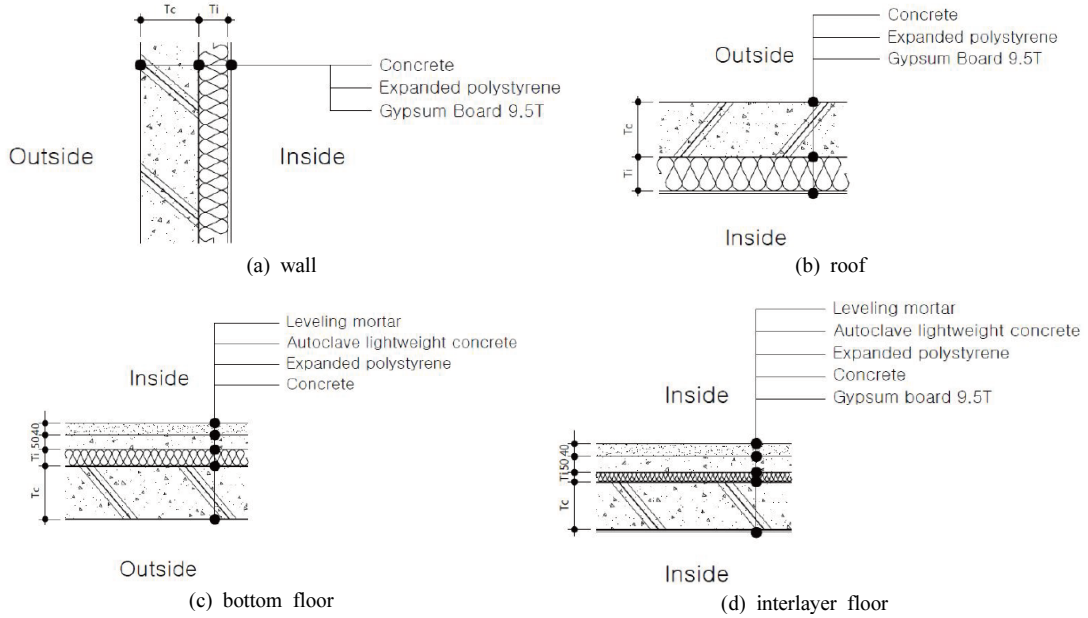 Tc
Ti
Concrete
Expanded polystyrene
Gypsum Board 9.5T
Outside
Inside
(a) wall
Concrete
Expanded polystyrene
Gypsum Board 9.5T
Outside
Tc
Ti
Inside
(b) roof
Leveling mortar
Autoclave lightweight concrete
Expanded polystyrene
Concrete
Inside
40
50
Ti
Tc
Outside
(c) bottom floor
Leveling mortar
Autoclave lightweight concrete
Expanded polystyrene
Concrete
Gypsum board 9.5T
Inside
40
50
Ti
Tc
Inside
(d) interlayer floor